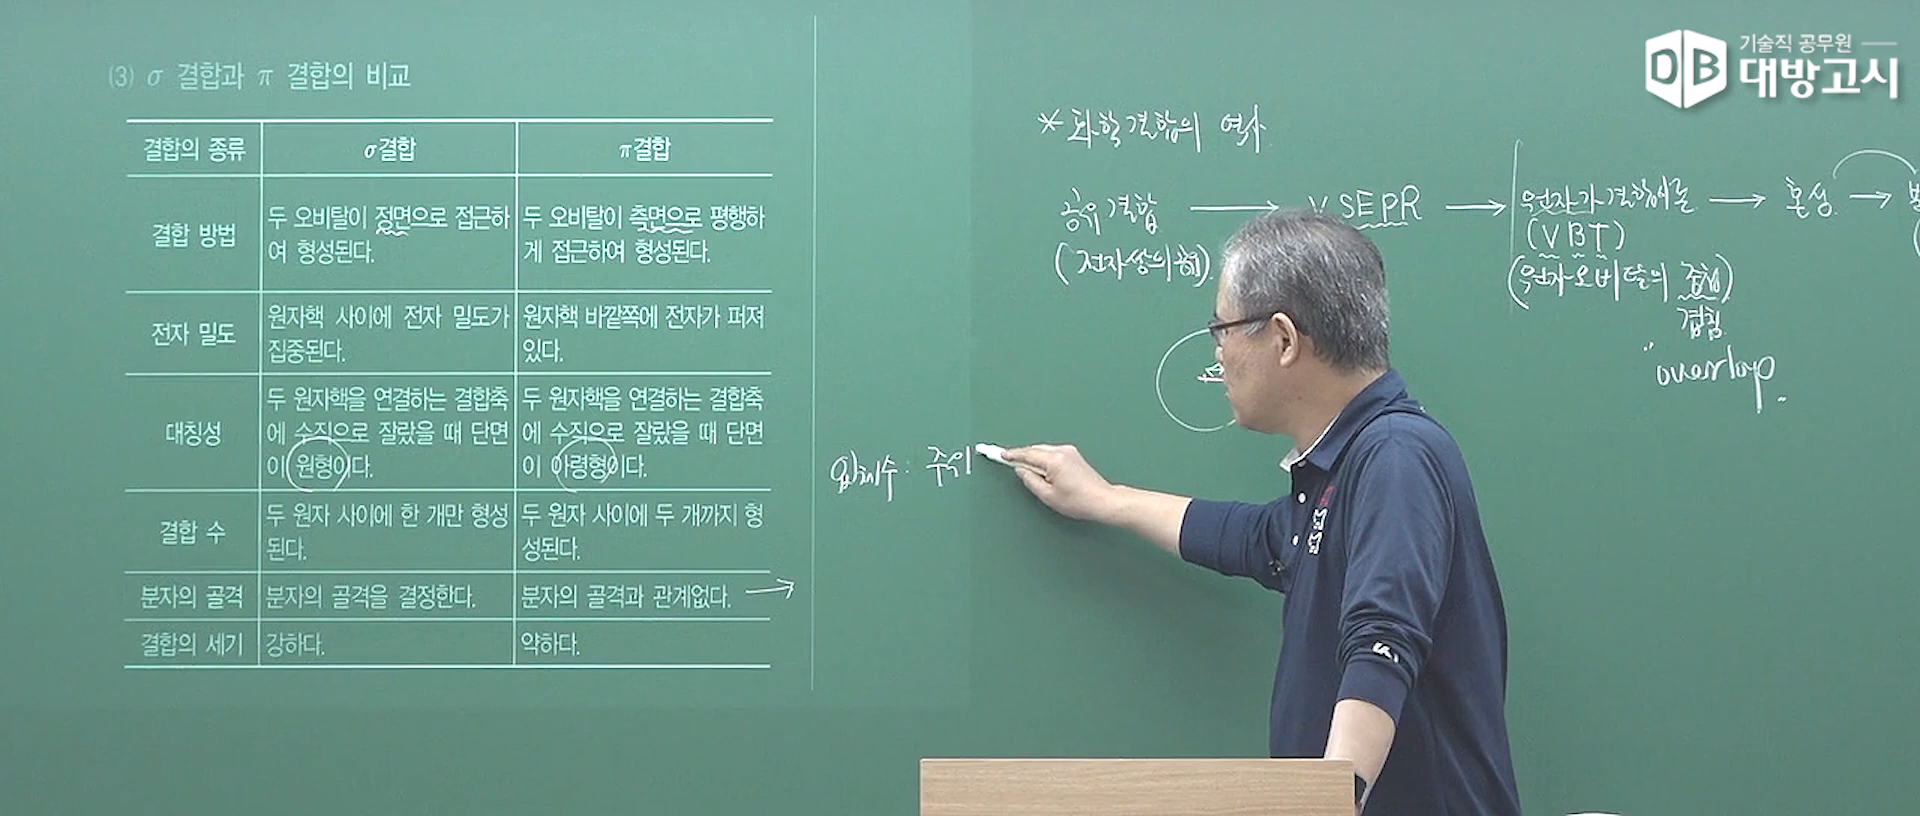 (3) σ 결합과 π 결합의 비교
결합의 종류 σ결합 π결합
결합 방법
두 오비탈이 정면으로 접근하
여 형성된다.
두 오비탈이 측면으로 평행하
게 접근하여 형성된다.
전자 밀도
원자핵 사이에 전자 밀도가
집중된다.
원자핵 바깥쪽에 전자가 퍼져
있다.
대칭성
두 원자핵을 연결하는 결합축
에 수직으로 잘랐을 때 단면
이 원형이다.
두 원자핵을 연결하는 결합축
에 수직으로 잘랐을 때 단면
이 아령형이다.
결합 수
두 원자 사이에 한 개만 형성
된다.
두 원자 사이에 두 개까지 형
성된다.
분자의 골격 분자의 골격을 결정한다. 분자의 골격과 관계없다. →
결합의 세기 강하다. 약하다.
기술직 공무원
DB 대방고시
* 화학결합의 역사
공유결합 → VSEPR → 원자가 결합이론 → 혼성 →
(VBT)
(원자오비탈의 중첩)
겹침
"overlap"
입체수 : 주위